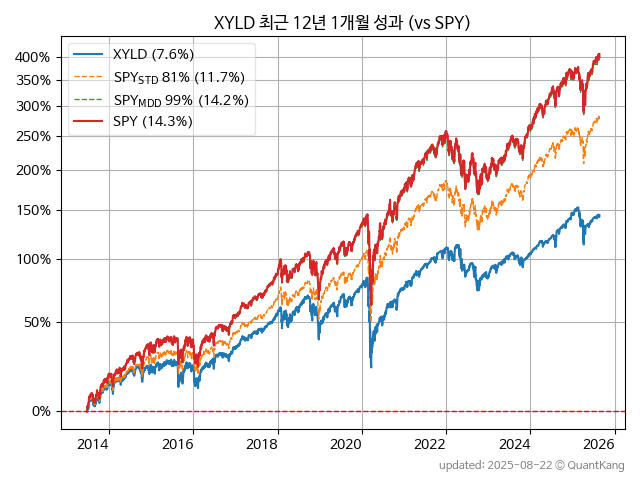 XYLD 최근 12년 1개월 성과 (vs SPY)
XYLD (7.6%)
SPY_STD 81% (11.7%)
SPY_MDD 99% (14.2%)
SPY (14.3%)
400%
350%
300%
250%
200%
150%
100%
50%
0%
2014 2016 2018 2020 2022 2024 2026
updated: 2025-08-22 © QuantKang